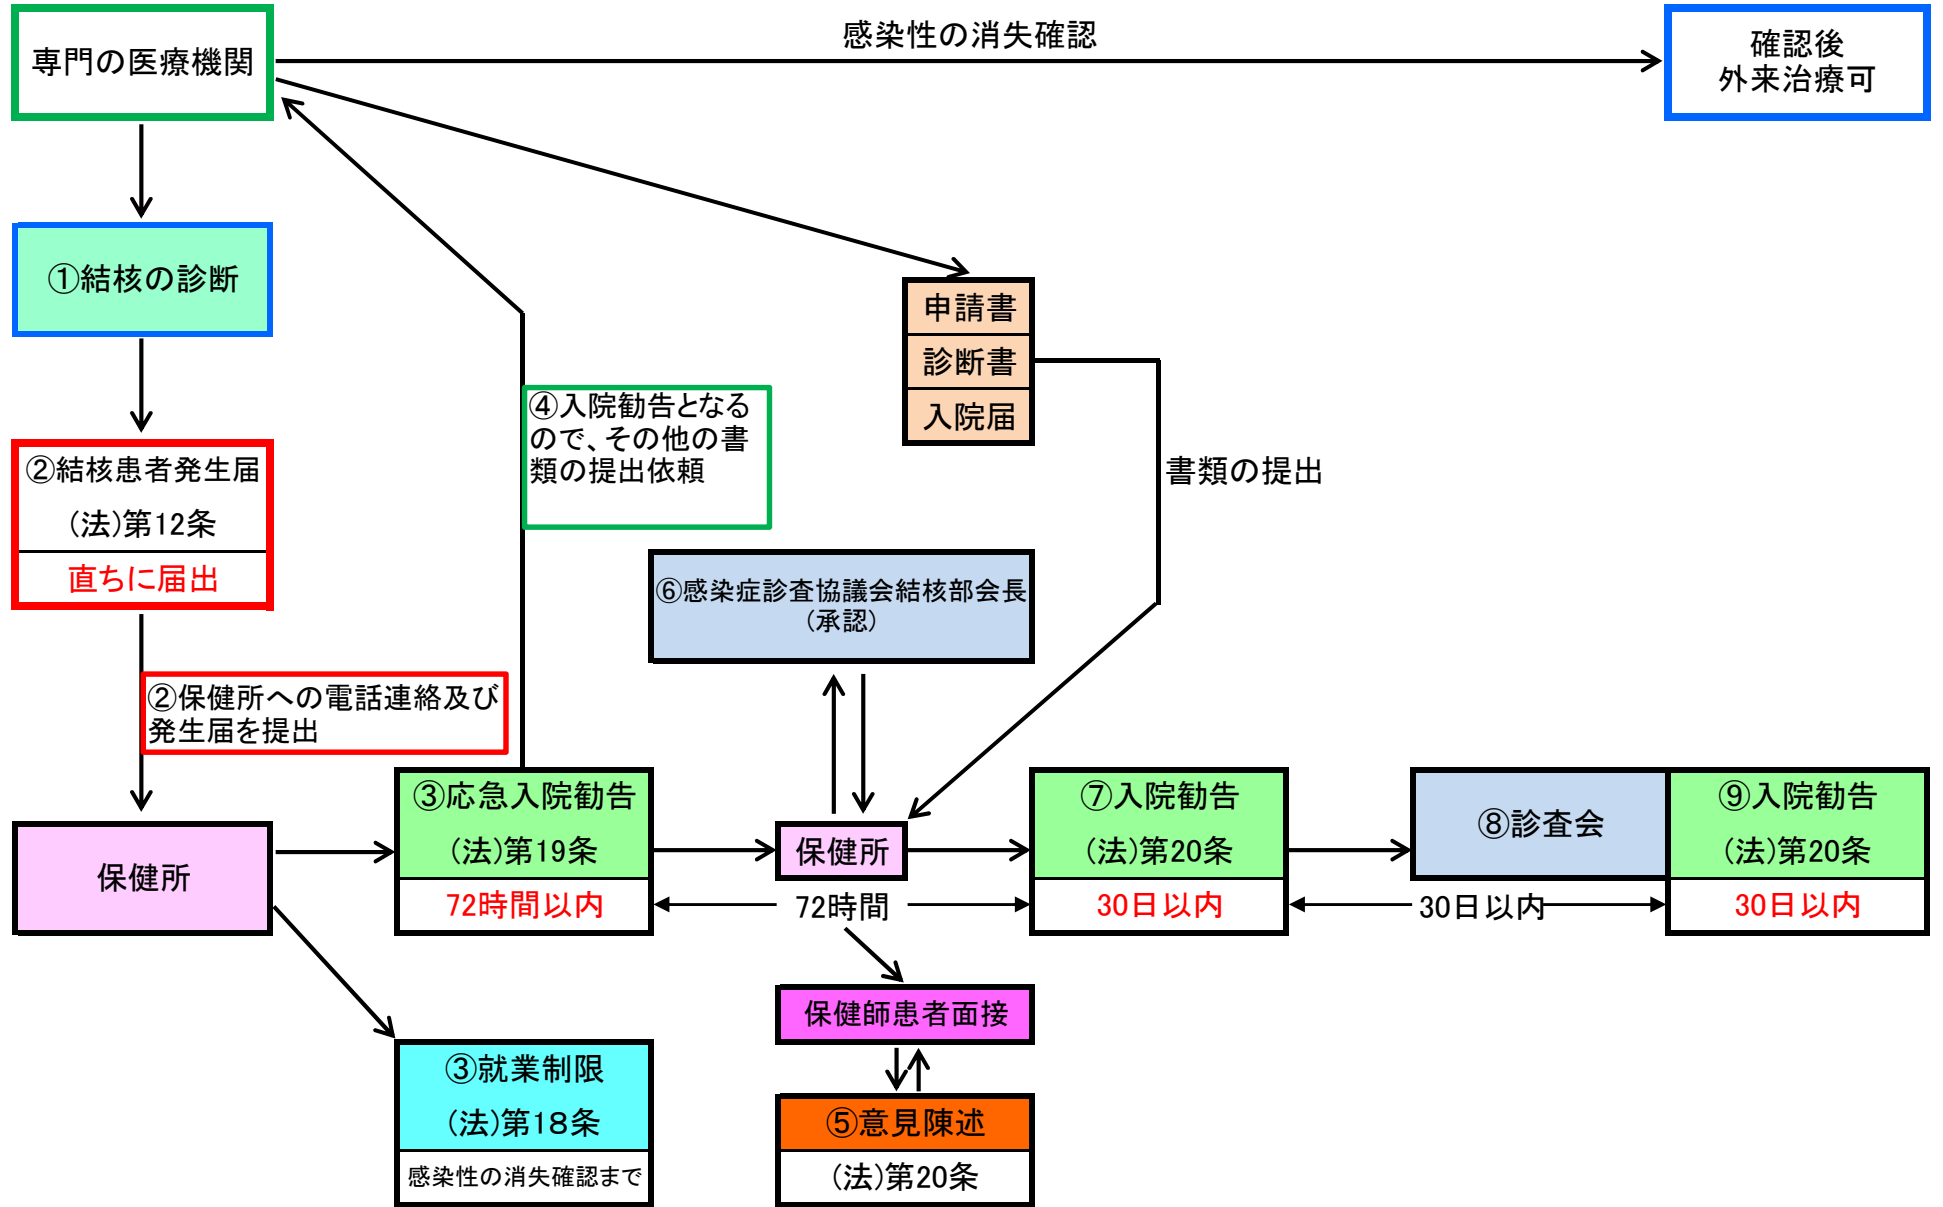 専門の医療機関
感染性の消失確認
確認後
外来治療可
①結核の診断
申請書
診断書
入院届
④入院勧告となる
ので、その他の書
類の提出依頼
②結核患者発生届
(法)第12条
直ちに届出
書類の提出
⑥感染症診査協議会結核部会長
(承認)
②保健所への電話連絡及び
発生届を提出
保健所
③応急入院勧告
(法)第19条
72時間以内
保健所
72時間
⑦入院勧告
(法)第20条
30日以内
⑧診査会
30日以内
⑨入院勧告
(法)第20条
30日以内
保健師患者面接
③就業制限
(法)第18条
感染性の消失確認まで
⑤意見陳述
(法)第20条